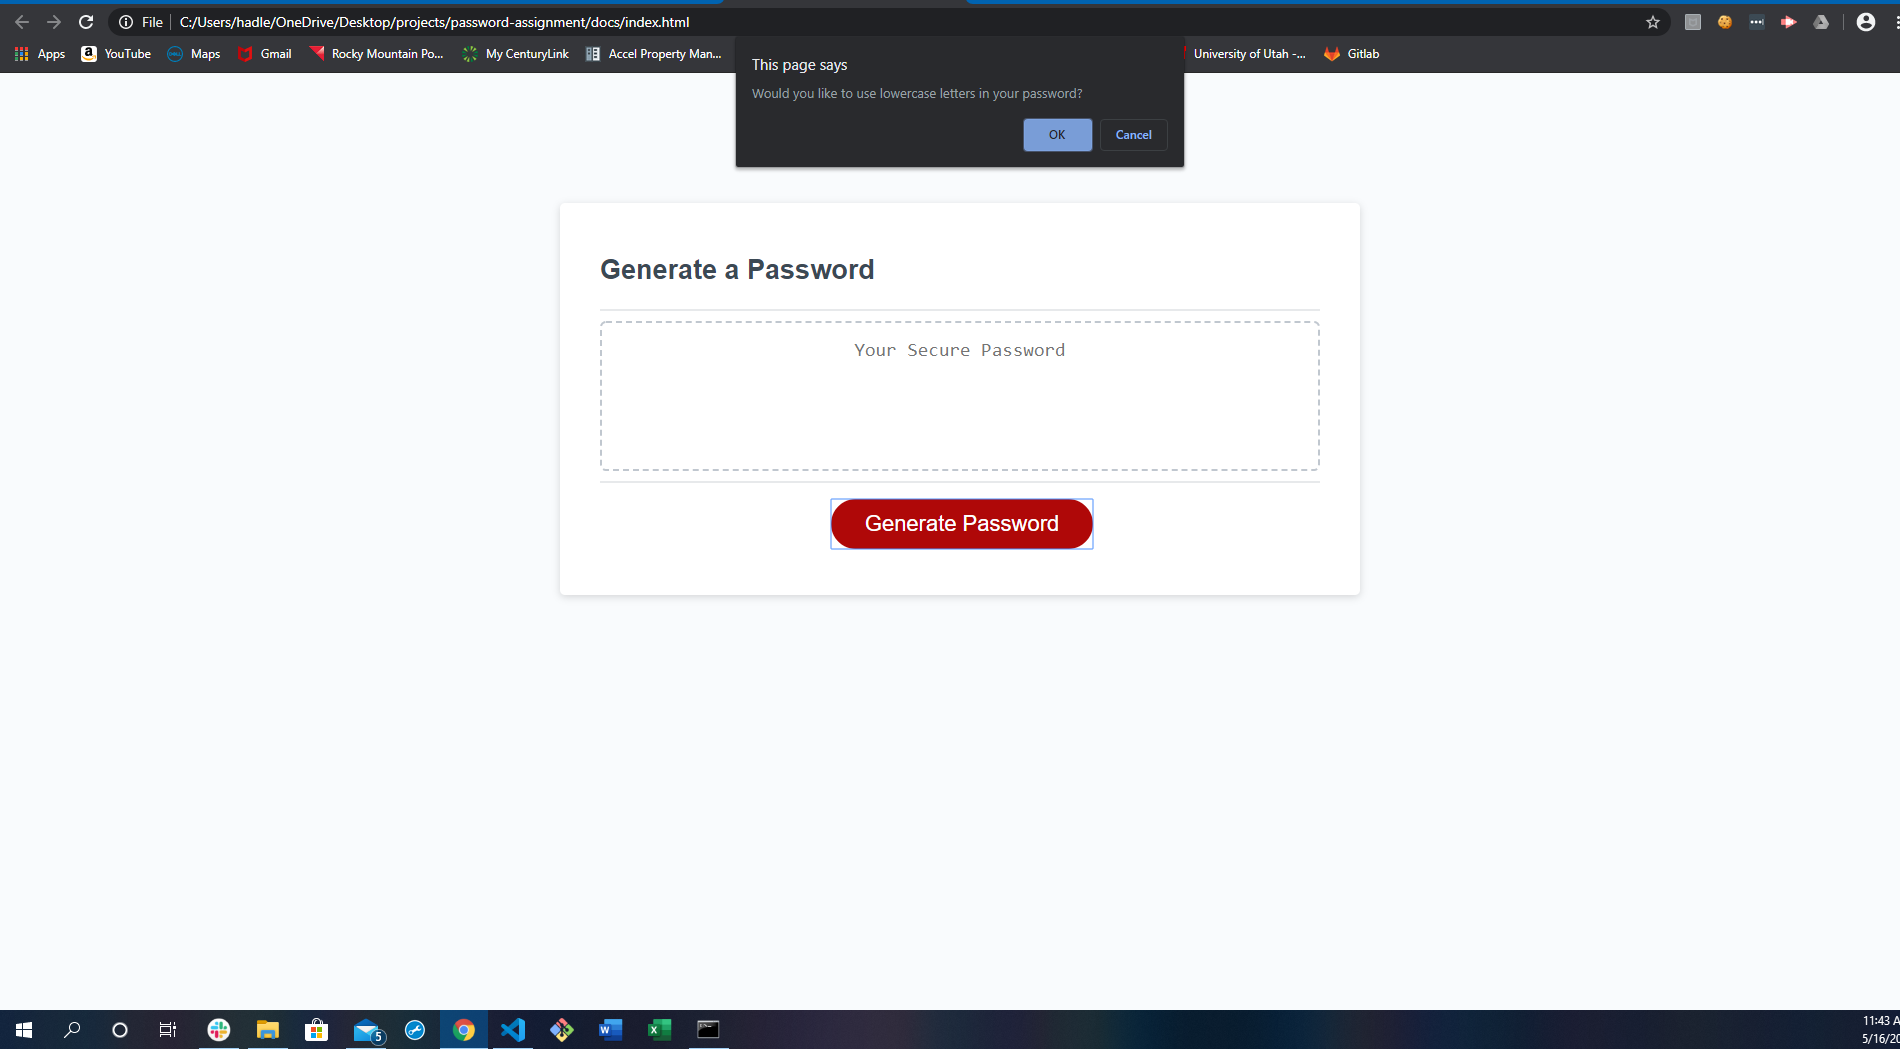 File C:/Users/hadle/OneDrive/Desktop/projects/password-assignment/docs/index.html
Apps YouTube Maps Gmail Rocky Mountain Po... My CenturyLink Accel Property Man... University of Utah -... Gitlab
This page says
Would you like to use lowercase letters in your password?
OK Cancel
Generate a Password
Your Secure Password
Generate Password
5
11:43 A
5/16/20